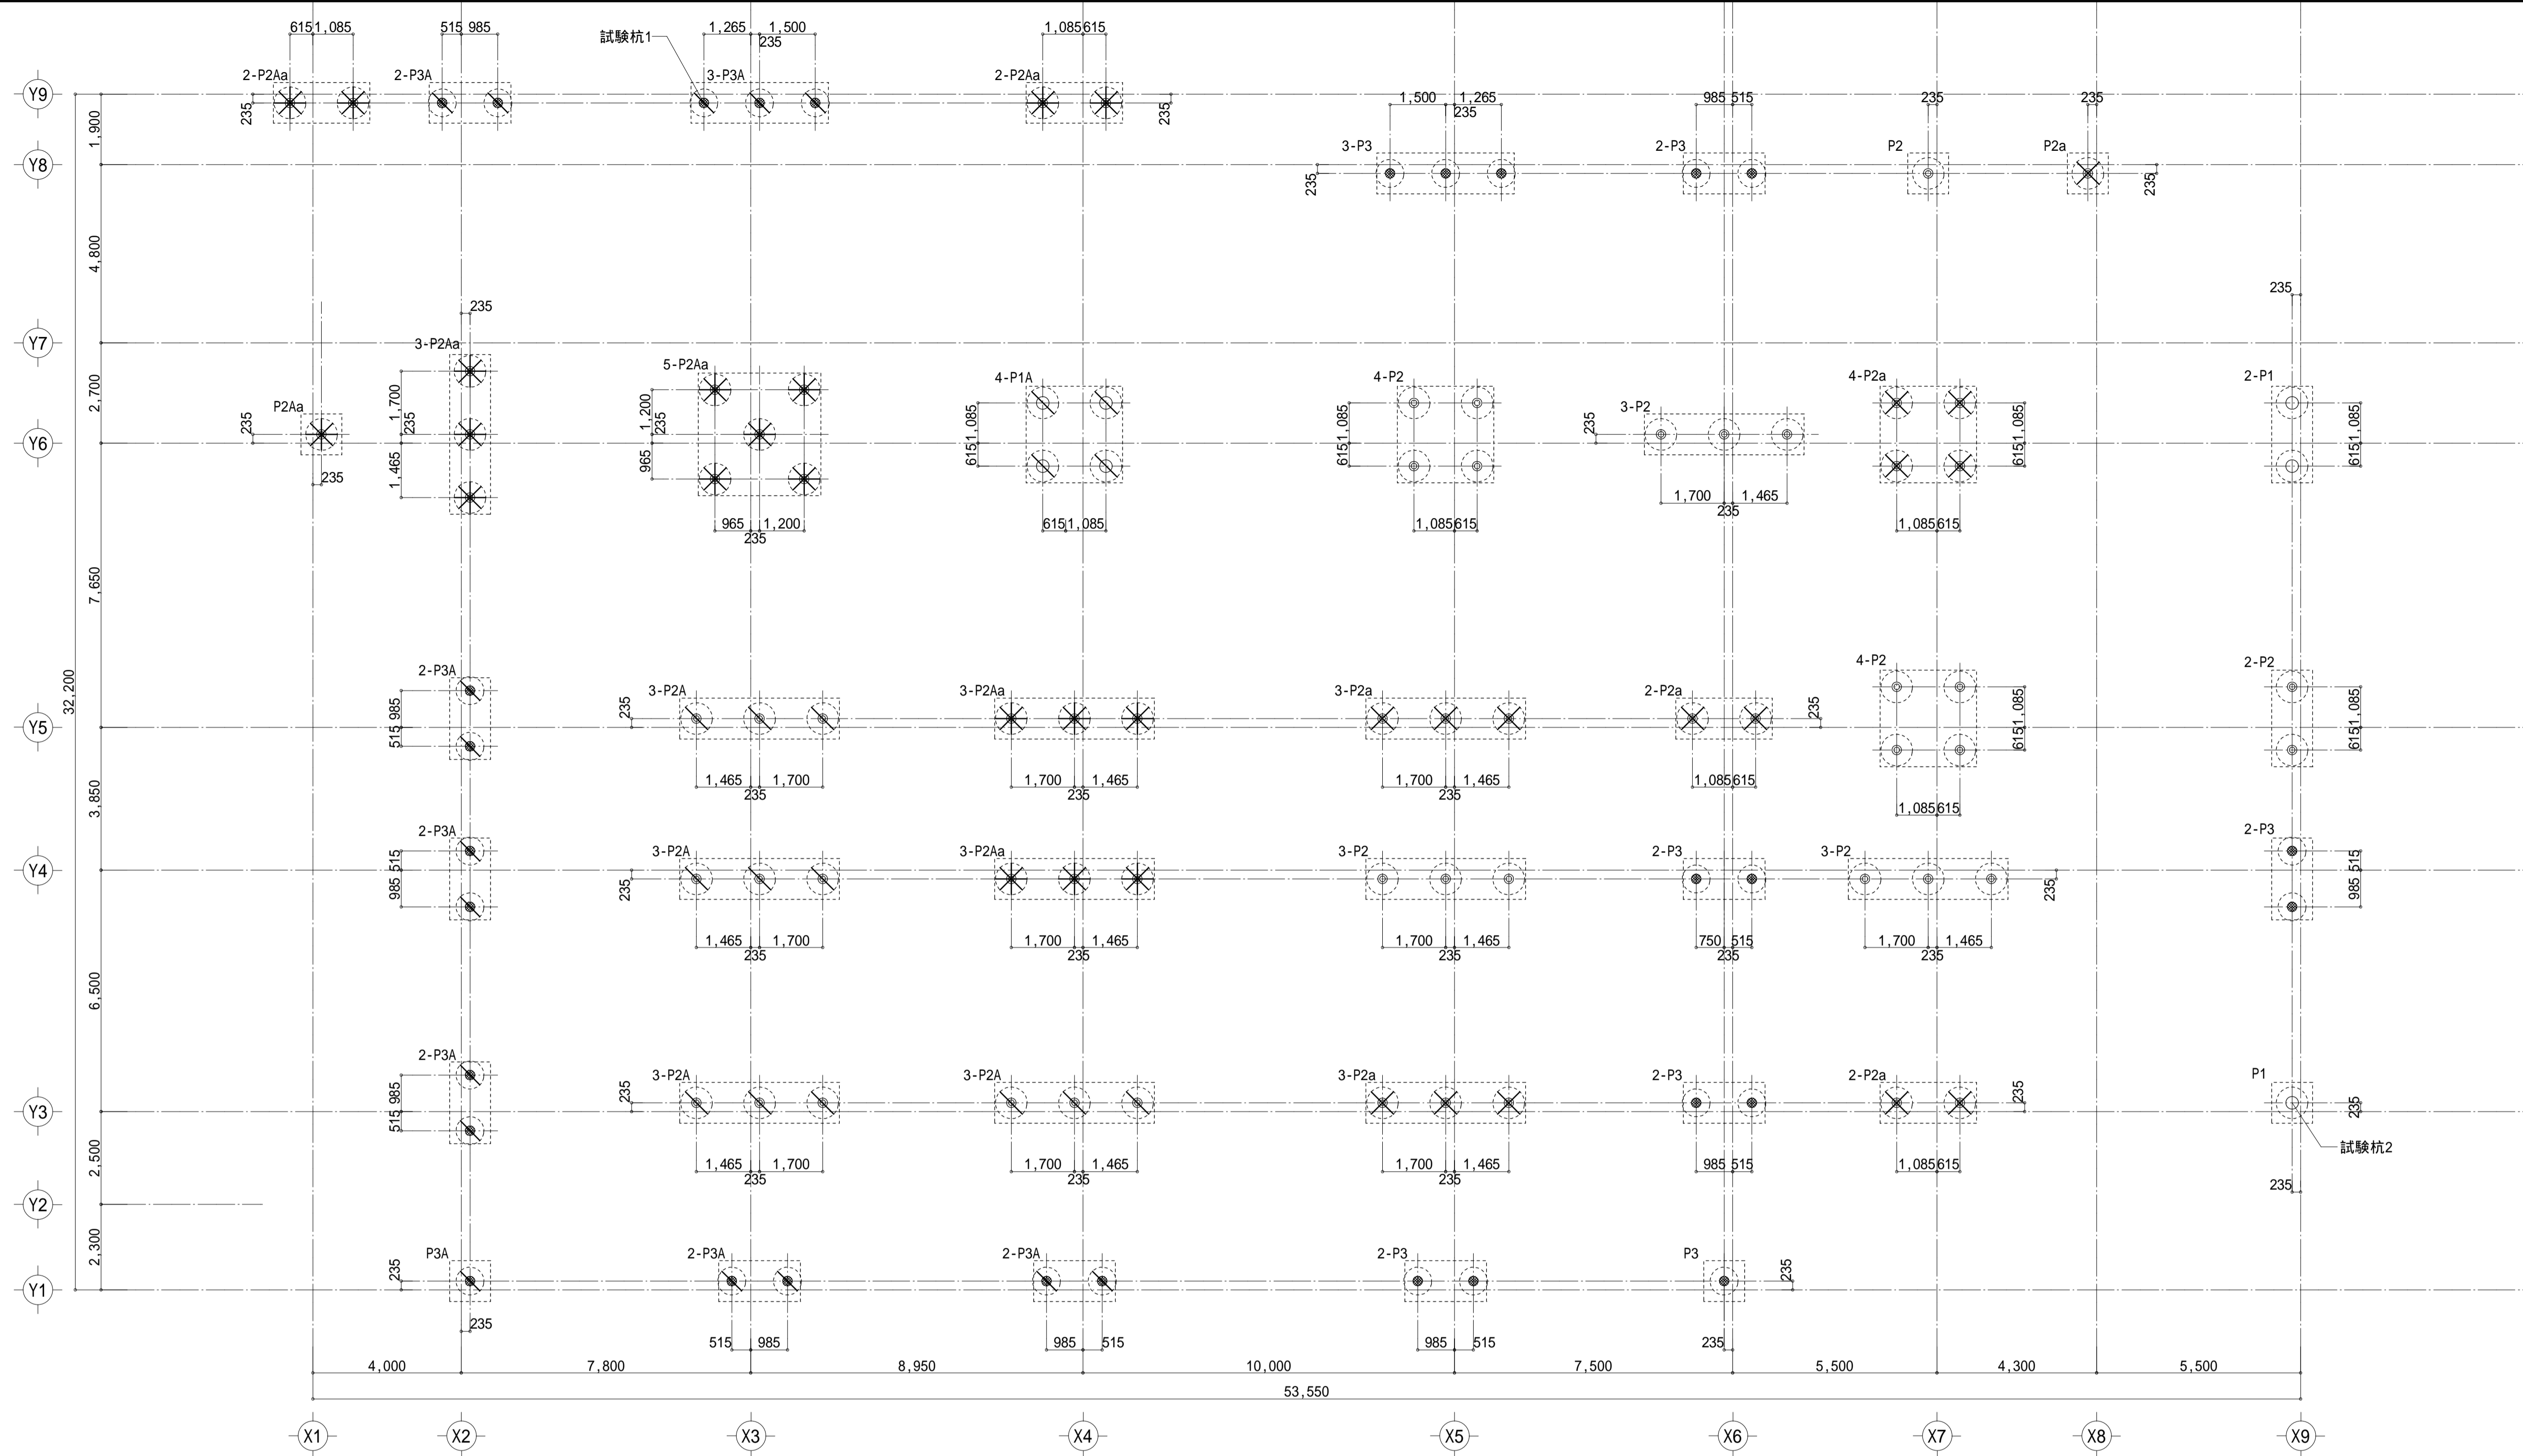 615 1,085
515 985
1,265 1,500
235
1,085 615
試験杭1
2-P2Aa
2-P3A
3-P3A
2-P2Aa
Y9
235
235
1,900
1,500 1,265
235
985 515
235
235
3-P3
2-P3
P2
P2a
Y8
235
235
4,800
235
235
Y7
3-P2Aa
5-P2Aa
4-P1A
4-P2
3-P2
4-P2a
2-P1
2,700
P2Aa
235
1,700
235
1,465
1,200
235
965
615 1,085
615 1,085
235
615 1,085
615 1,085
Y6
235
965 1,200
235
615 1,085
1,085 615
1,700 1,465
235
1,085 615
7,650
32,200
2-P3A
3-P2A
3-P2Aa
3-P2a
2-P2a
4-P2
2-P2
515 985
235
235
615 1,085
615 1,085
Y5
1,465 1,700
235
1,700 1,465
235
1,700 1,465
235
1,085 615
1,085 615
3,850
2-P3A
3-P2A
3-P2Aa
3-P2
2-P3
3-P2
2-P3
Y4
985 515
235
235
985 515
1,465 1,700
235
1,700 1,465
235
1,700 1,465
235
750 515
235
1,700 1,465
235
6,500
2-P3A
3-P2A
3-P2A
3-P2a
2-P3
2-P2a
P1
515 985
235
235
235
Y3
試験杭2
1,465 1,700
235
1,700 1,465
235
1,700 1,465
235
985 515
1,085 615
235
2,500
Y2
2,300
P3A
2-P3A
2-P3A
2-P3
P3
235
235
Y1
235
515 985
985 515
985 515
235
4,000
7,800
8,950
10,000
7,500
5,500
4,300
5,500
53,550
X1
X2
X3
X4
X5
X6
X7
X8
X9